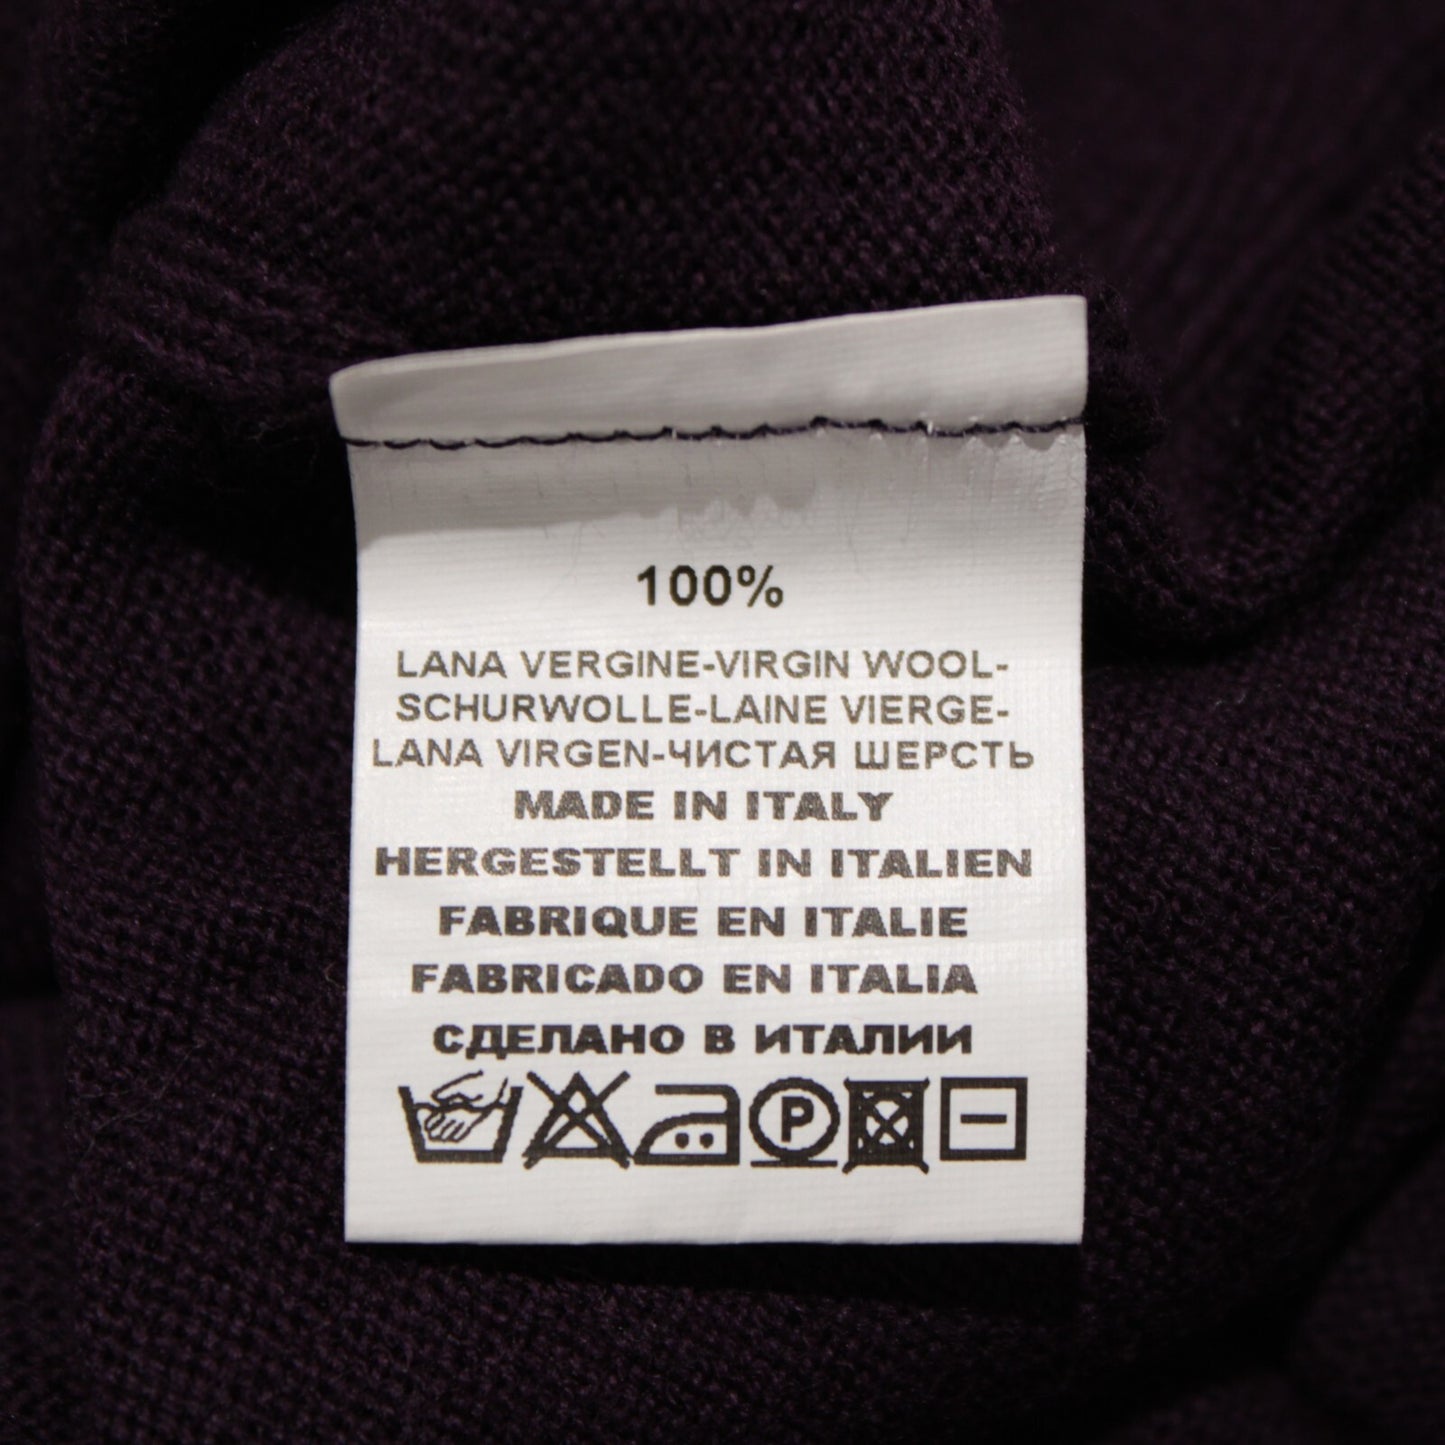 100%
LANA VERGINE-VIRGIN WOOL-
SCHURWOLLE-LAINE VIERGE-
LANA VIRGEN-ЧИСТАЯ ШЕРСТЬ
MADE IN ITALY
HERGESTELLT IN ITALIEN
FABRIQUE EN ITALIE
FABRICADO EN ITALIA
СДЕЛАНО В ИТАЛИИ
P